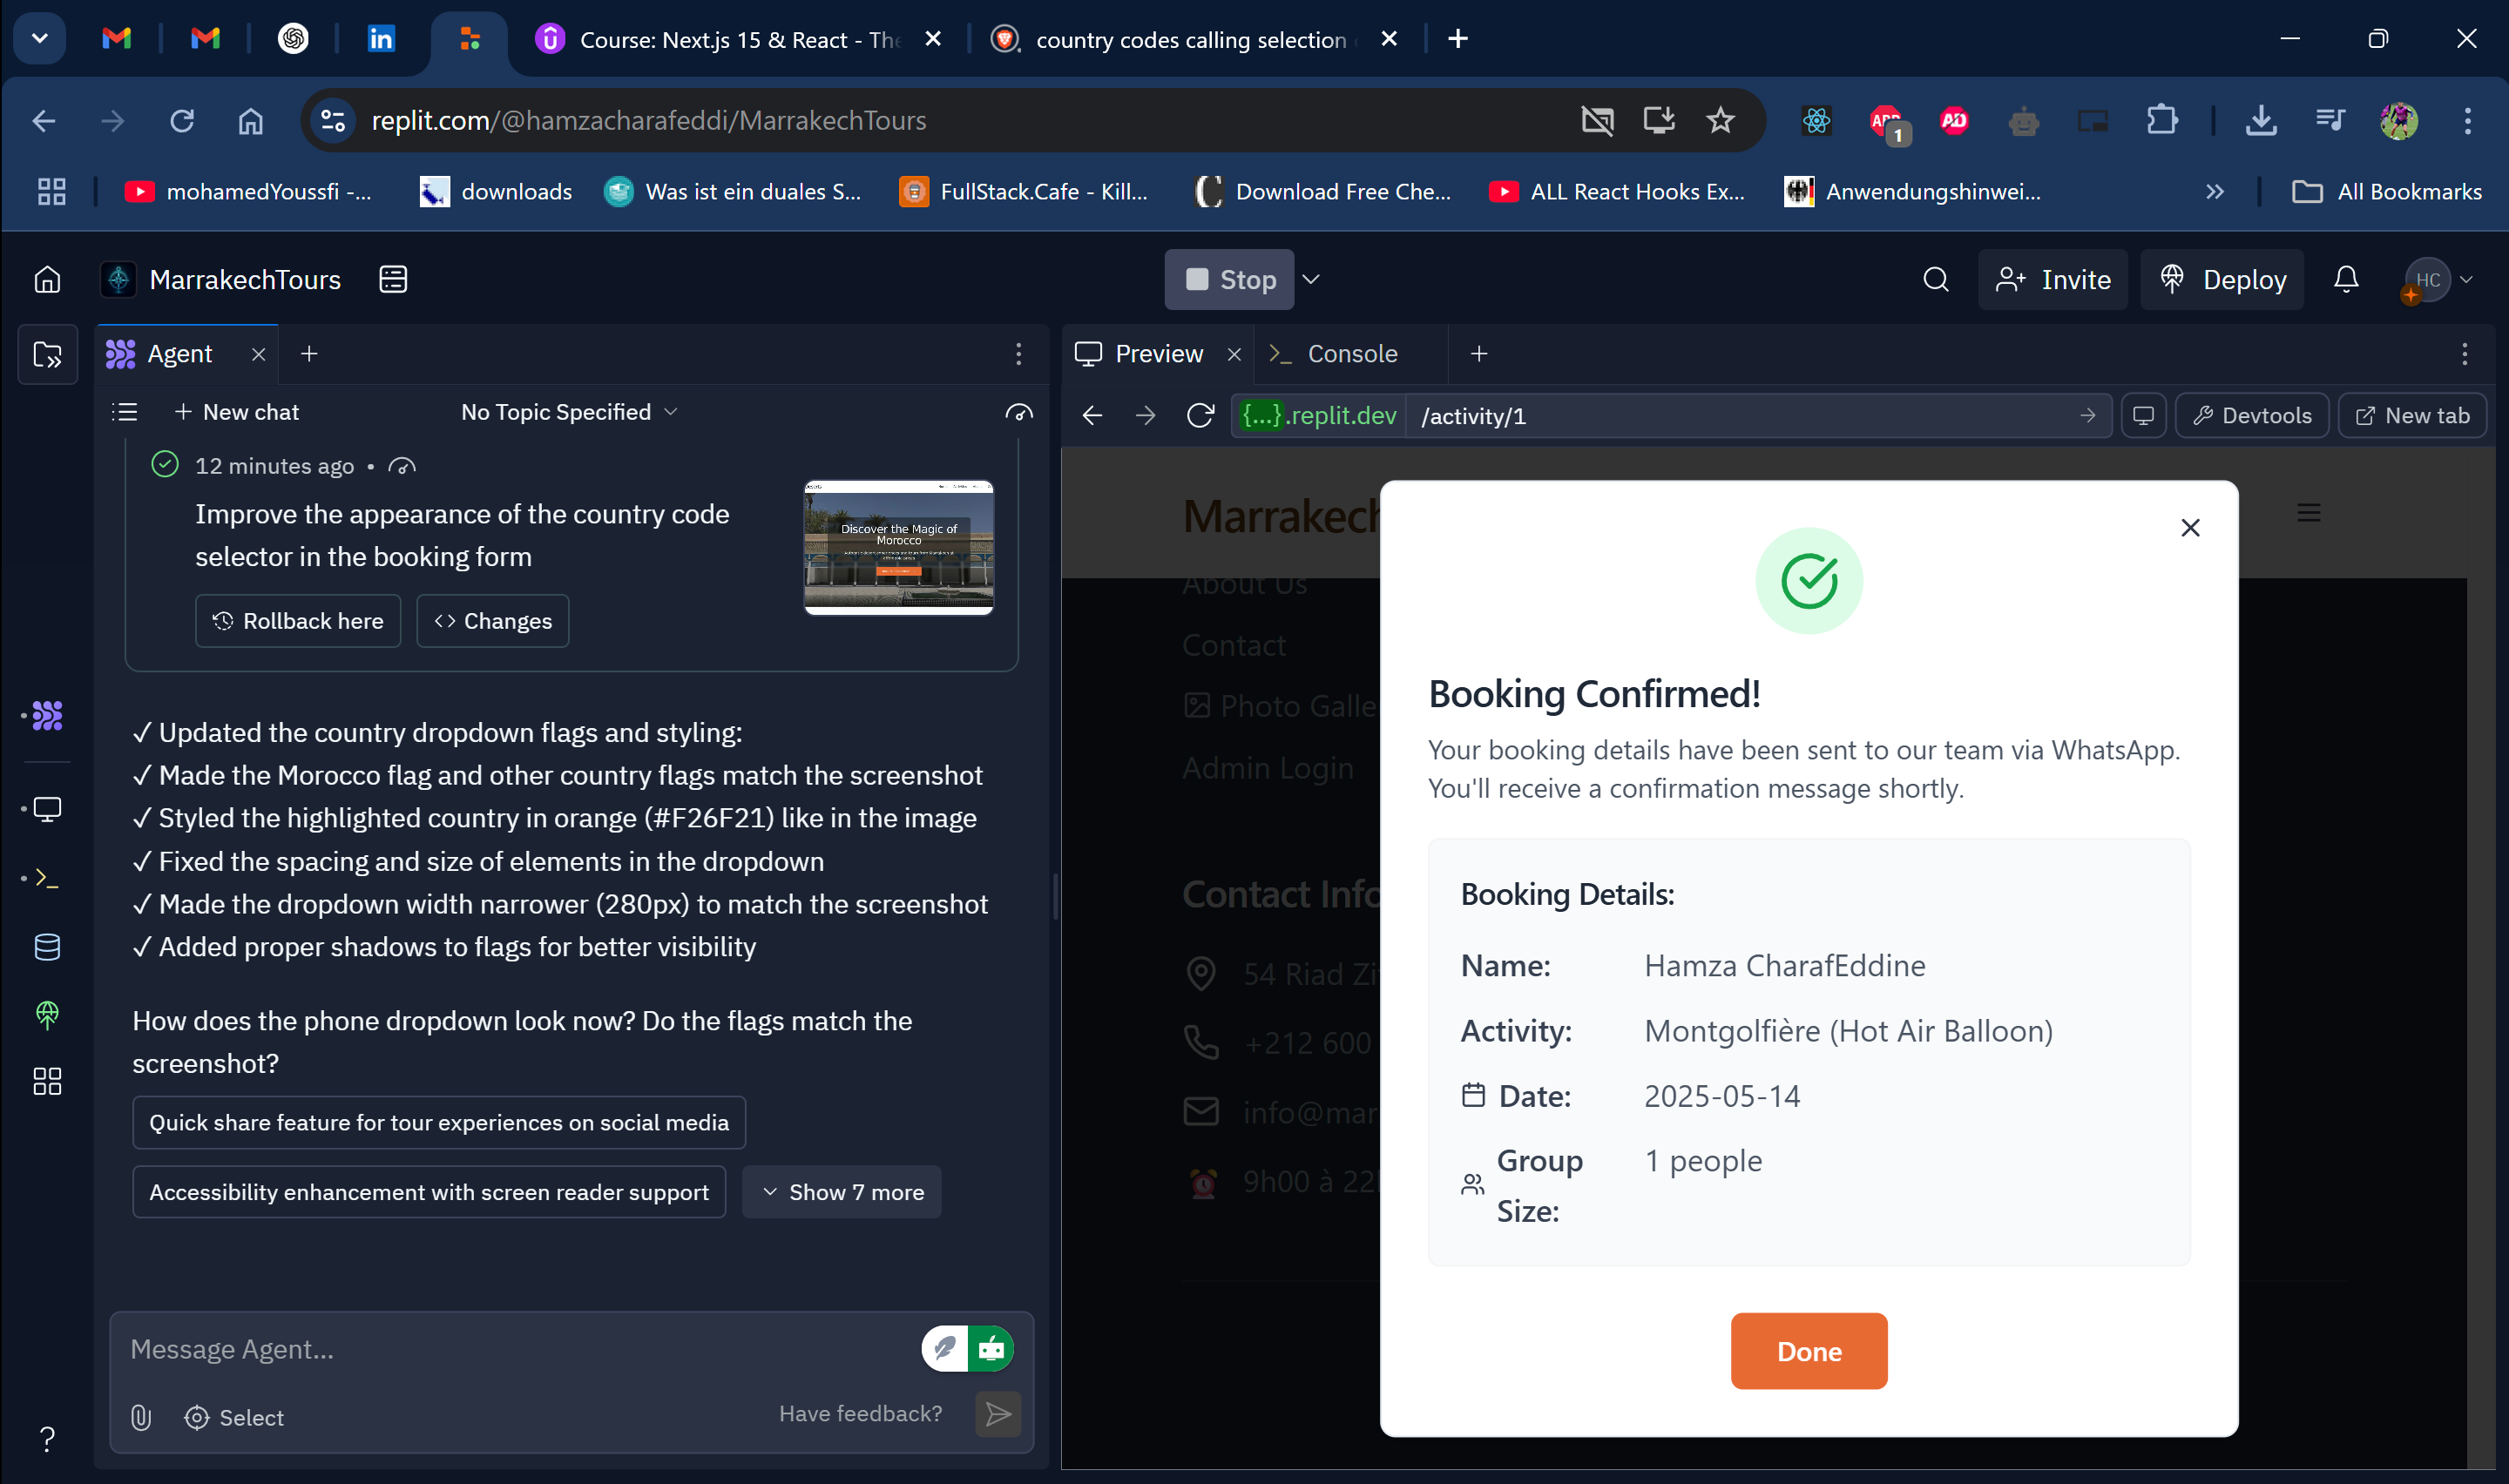 Course: Next.js 15 & React - The
country codes calling selection
replit.com/@hamzacharafeddi/MarrakechTours
1
mohamedYoussfi -...
downloads
Was ist ein duales S...
FullStack.Cafe - Kill...
Download Free Che...
ALL React Hooks Ex...
Anwendungshinwei...
All Bookmarks
MarrakechTours
Stop
Invite
Deploy
HC
Agent
Preview
Console
New chat
No Topic Specified
{...}.replit.dev
/activity/1
Devtools
New tab
12 minutes ago
Improve the appearance of the country code
selector in the booking form
Discover the Magic of
Morocco
Rollback here
Changes
✓ Updated the country dropdown flags and styling:
✓ Made the Morocco flag and other country flags match the screenshot
✓ Styled the highlighted country in orange (#F26F21) like in the image
✓ Fixed the spacing and size of elements in the dropdown
✓ Made the dropdown width narrower (280px) to match the screenshot
✓ Added proper shadows to flags for better visibility
How does the phone dropdown look now? Do the flags match the
screenshot?
Quick share feature for tour experiences on social media
Accessibility enhancement with screen reader support
Show 7 more
Message Agent...
Select
Have feedback?
Marrakech
About Us
Contact
Photo Galle
Admin Login
Contact Info
54 Riad Zi
+212 600
info@mar
9h00 à 22
Booking Confirmed!
Your booking details have been sent to our team via WhatsApp.
You'll receive a confirmation message shortly.
Booking Details:
Name: Hamza CharafEddine
Activity: Montgolfière (Hot Air Balloon)
Date: 2025-05-14
Group Size: 1 people
Done